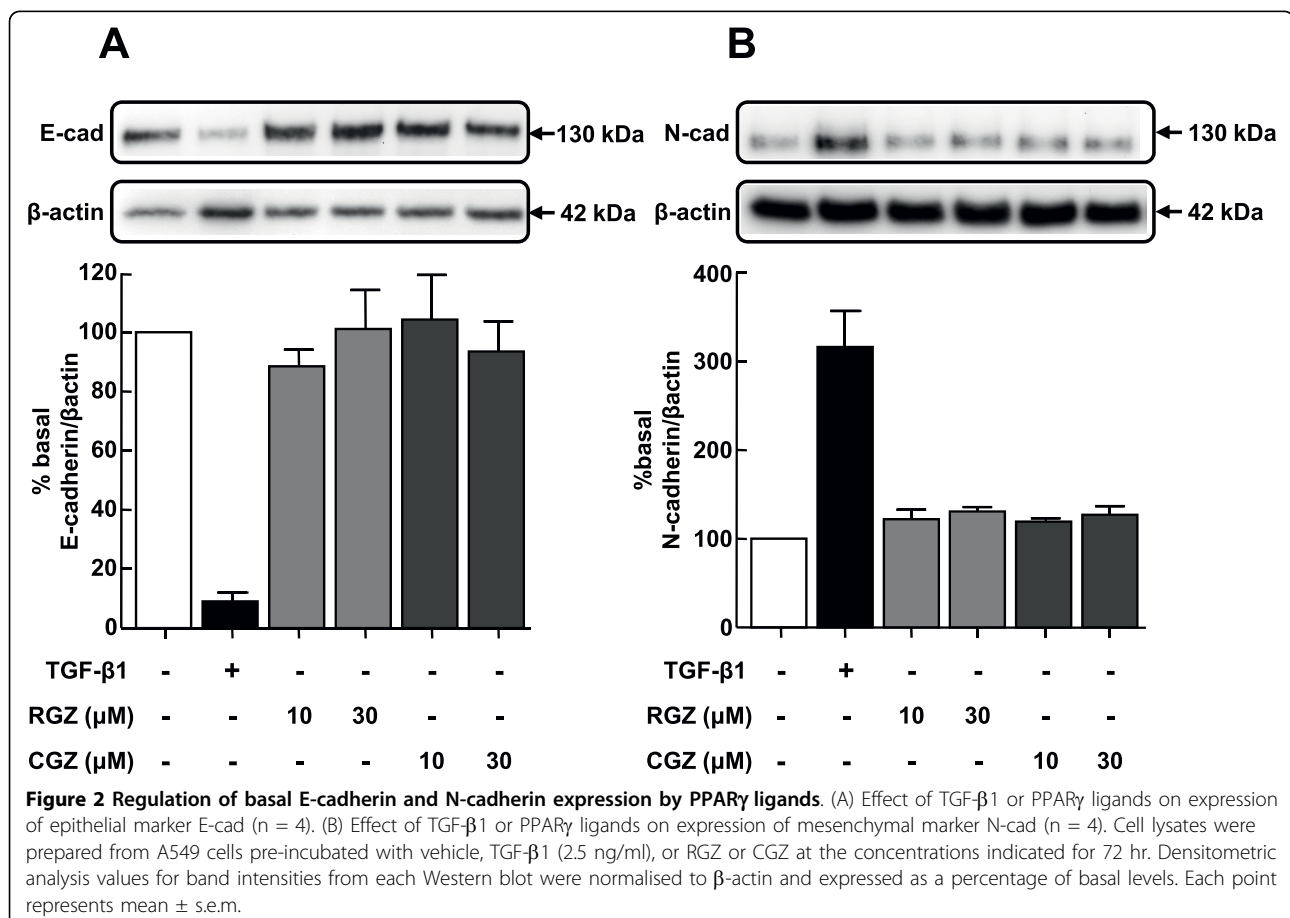 A
B
E-cad
130 kDa
N-cad
130 kDa
β-actin
42 kDa
β-actin
42 kDa
120
100
80
60
40
20
0
% basal
E-cadherin/βactin
400
300
200
100
0
%basal
N-cadherin/βactin
TGF-β1 - + - - - -
RGZ (µM) - - 10 30 - -
CGZ (µM) - - - - 10 30
TGF-β1 - + - - - -
RGZ (µM) - - 10 30 - -
CGZ (µM) - - - - 10 30
Figure 2 Regulation of basal E-cadherin and N-cadherin expression by PPARγ ligands. (A) Effect of TGF-β1 or PPARγ ligands on expression
of epithelial marker E-cad (n = 4). (B) Effect of TGF-β1 or PPARγ ligands on expression of mesenchymal marker N-cad (n = 4). Cell lysates were
prepared from A549 cells pre-incubated with vehicle, TGF-β1 (2.5 ng/ml), or RGZ or CGZ at the concentrations indicated for 72 hr. Densitometric
analysis values for band intensities from each Western blot were normalised to β-actin and expressed as a percentage of basal levels. Each point
represents mean ± s.e.m.